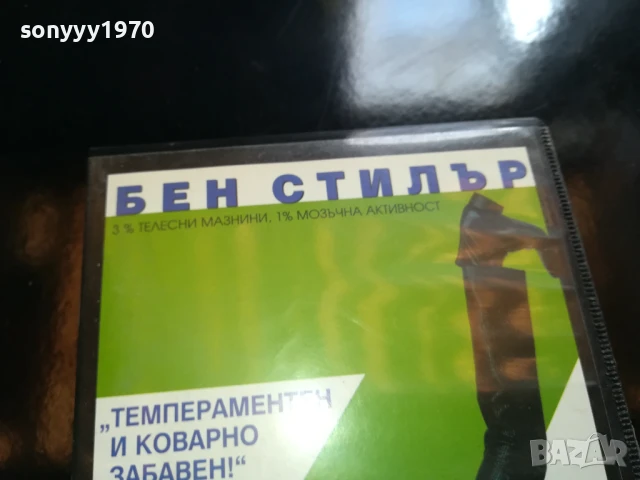 sonyyy1970
БЕН СТИЛЪР
3 % ТЕЛЕСНИ МАЗНИНИ, 1% МОЗЪЧНА АКТИВНОСТ
„ТЕМПЕРАМЕНТЕН
И КОВАРНО
ЗАБАВЕН!“
BAZAR